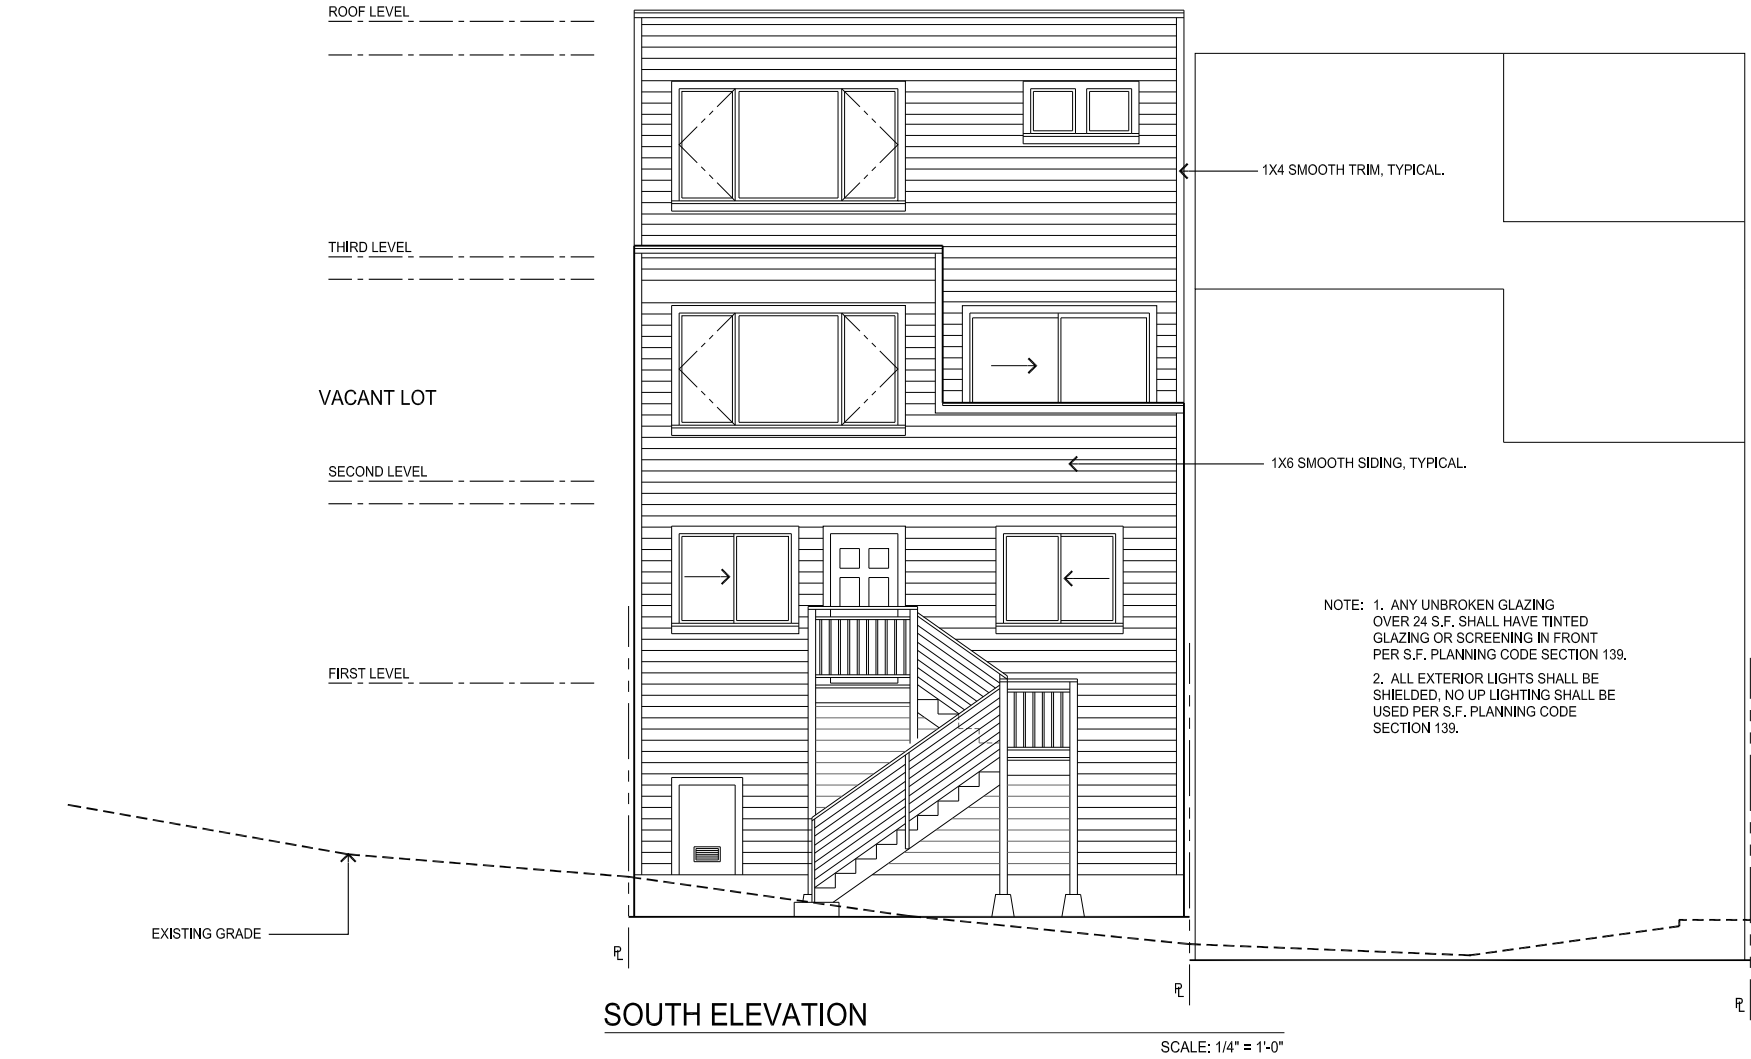 ROOF LEVEL
1X4 SMOOTH TRIM, TYPICAL.
THIRD LEVEL
VACANT LOT
SECOND LEVEL
1X6 SMOOTH SIDING, TYPICAL.
NOTE: 1. ANY UNBROKEN GLAZING
OVER 24 S.F. SHALL HAVE TINTED
GLAZING OR SCREENING IN FRONT
PER S.F. PLANNING CODE SECTION 139.
2. ALL EXTERIOR LIGHTS SHALL BE
SHIELDED, NO UP LIGHTING SHALL BE
USED PER S.F. PLANNING CODE
SECTION 139.
FIRST LEVEL
EXISTING GRADE
PL
PL
PL
SOUTH ELEVATION
SCALE: 1/4" = 1'-0"